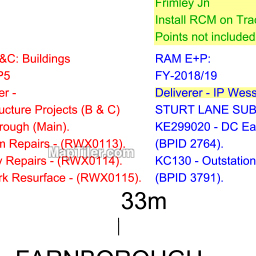 Frimley Jn
Install RCM on Trac
Points not included
&C: Buildings
P5
er -
ucture Projects (B & C)
orough (Main).
n Repairs - (RWX0113).
y Repairs - (RWX0114).
rk Resurface - (RWX0115).
RAM E+P:
FY-2018/19
Deliverer - IP Wess
STURT LANE SUB
KE299020 - DC Ea
(BPID 2764).
KC130 - Outstation
(BPID 3791).
MapTiler.com
33m
FARNBOROUGH